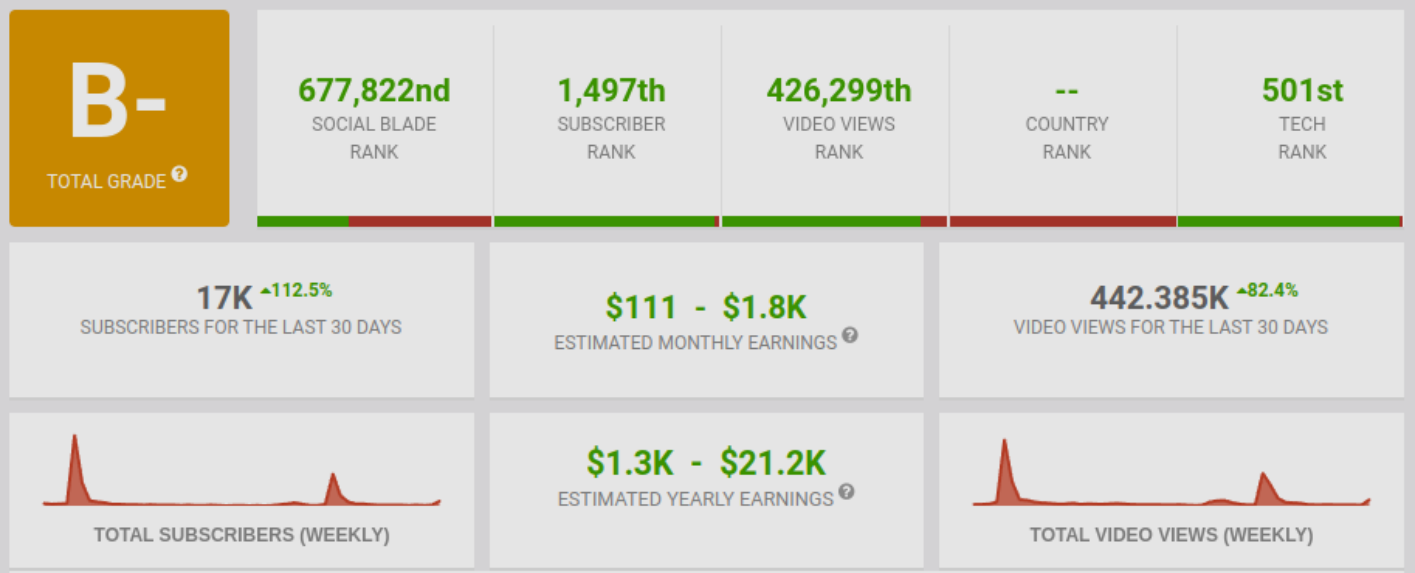 B-
TOTAL GRADE ?
677,822nd
SOCIAL BLADE
RANK
1,497th
SUBSCRIBER
RANK
426,299th
VIDEO VIEWS
RANK
--
COUNTRY
RANK
501st
TECH
RANK
17K 112.5%
SUBSCRIBERS FOR THE LAST 30 DAYS
$111 - $1.8K
ESTIMATED MONTHLY EARNINGS ?
442.385K 82.4%
VIDEO VIEWS FOR THE LAST 30 DAYS
TOTAL SUBSCRIBERS (WEEKLY)
$1.3K - $21.2K
ESTIMATED YEARLY EARNINGS ?
TOTAL VIDEO VIEWS (WEEKLY)